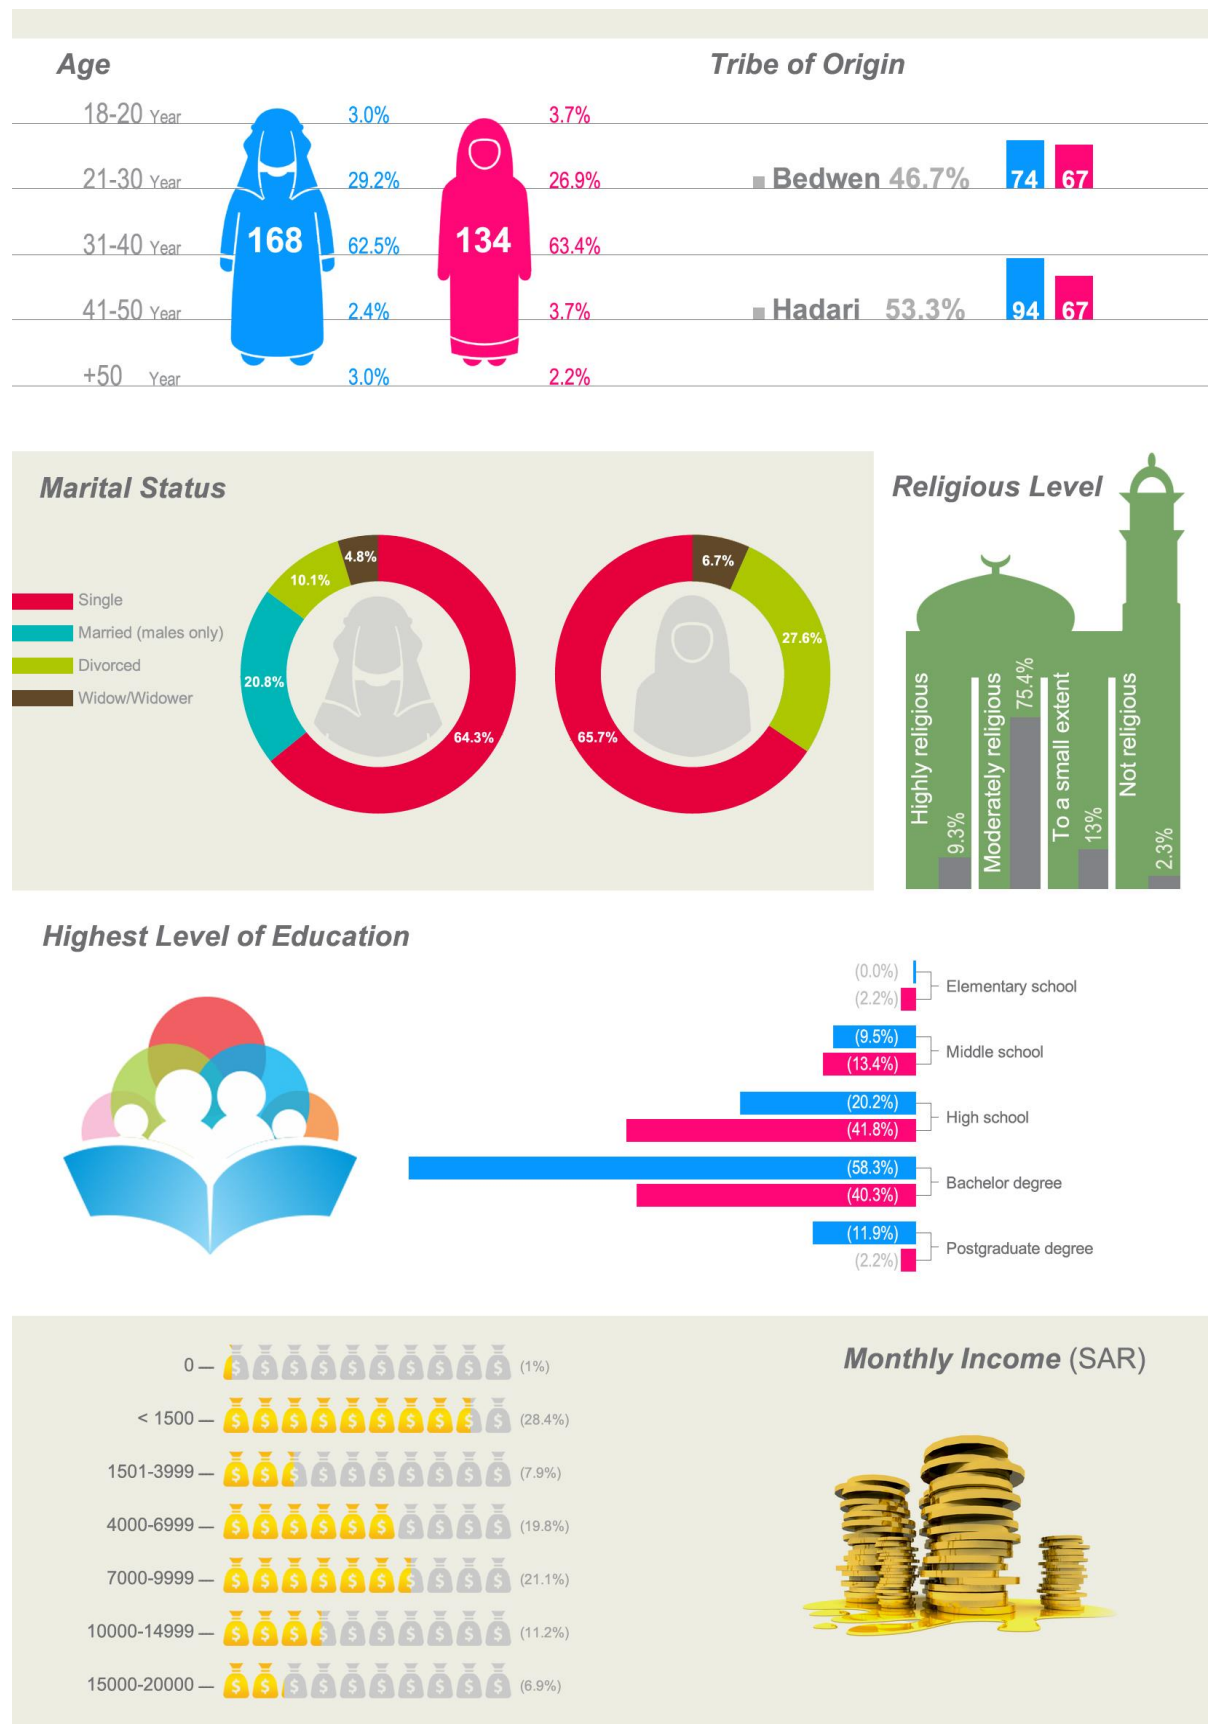 Age
Tribe of Origin
18-20 Year 3.0% 3.7%
21-30 Year 29.2% 26.9%
Bedwen 46.7% 74 67
31-40 Year 168 62.5% 134 63.4%
41-50 Year 2.4% 3.7%
Hadari 53.3% 94 67
+50 Year 3.0% 2.2%
Marital Status
Single
Married (males only)
Divorced
Widow/Widower
4.8%
10.1%
20.8%
64.3%
6.7%
27.6%
65.7%
Religious Level
Highly religious
9.3%
Moderately religious
75.4%
To a small extent
13%
Not religious
2.3%
Highest Level of Education
(0.0%)
(2.2%)
Elementary school
(9.5%)
(13.4%)
Middle school
(20.2%)
(41.8%)
High school
(58.3%)
(40.3%)
Bachelor degree
(11.9%)
(2.2%)
Postgraduate degree
Monthly Income (SAR)
0 — $ $ $ $ $ $ $ $ $ $ (1%)
< 1500 — $ $ $ $ $ $ $ $ $ $ (28.4%)
1501-3999 — $ $ $ $ $ $ $ $ $ $ (7.9%)
4000-6999 — $ $ $ $ $ $ $ $ $ $ (19.8%)
7000-9999 — $ $ $ $ $ $ $ $ $ $ (21.1%)
10000-14999 — $ $ $ $ $ $ $ $ $ $ (11.2%)
15000-20000 — $ $ $ $ $ $ $ $ $ $ (6.9%)